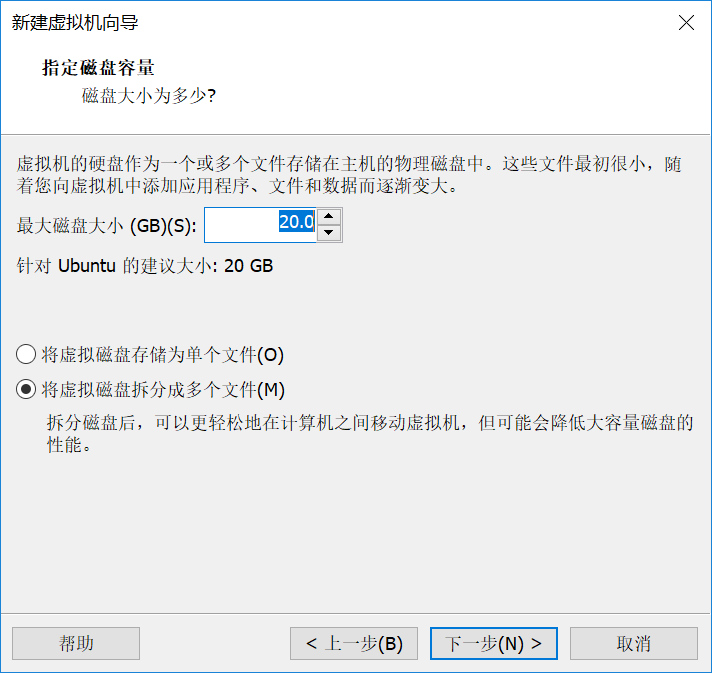 新建虚拟机向导
指定磁盘容量
磁盘大小为多少?
虚拟机的硬盘作为一个或多个文件存储在主机的物理磁盘中。这些文件最初很小，随
着您向虚拟机中添加应用程序、文件和数据而逐渐变大。
最大磁盘大小 (GB)(S): 20.0
针对 Ubuntu 的建议大小: 20 GB
将虚拟磁盘存储为单个文件(O)
将虚拟磁盘拆分成多个文件(M)
拆分磁盘后，可以更轻松地在计算机之间移动虚拟机，但可能会降低大容量磁盘的
性能。
帮助 < 上一步(B) 下一步(N) > 取消